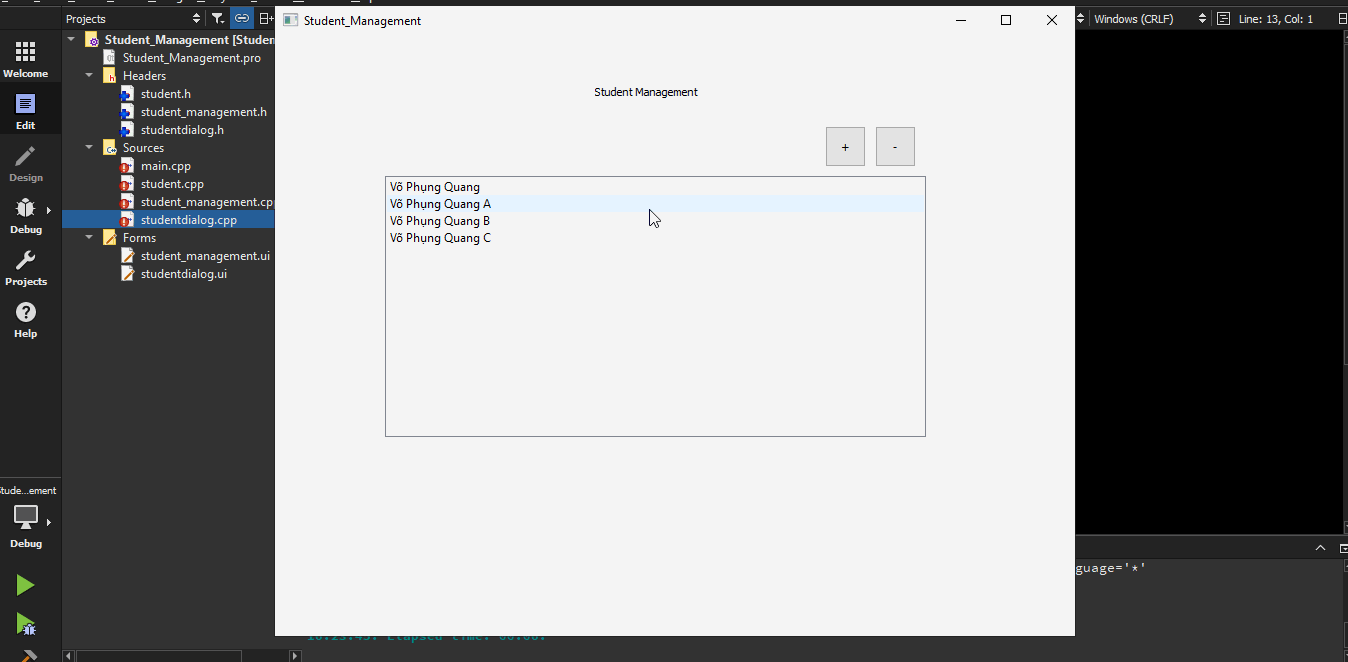 Projects
Student_Management
Windows (CRLF)
Line: 13, Col: 1
Welcome
Edit
Design
Debug
Projects
Help
Stude...ement
Debug
Student_Management [Studen
Student_Management.pro
Headers
student.h
student_management.h
studentdialog.h
Sources
main.cpp
student.cpp
student_management.cpp
studentdialog.cpp
Forms
student_management.ui
studentdialog.ui
Student Management
+
-
Võ Phụng Quang
Võ Phụng Quang A
Võ Phụng Quang B
Võ Phụng Quang C
guage='*'